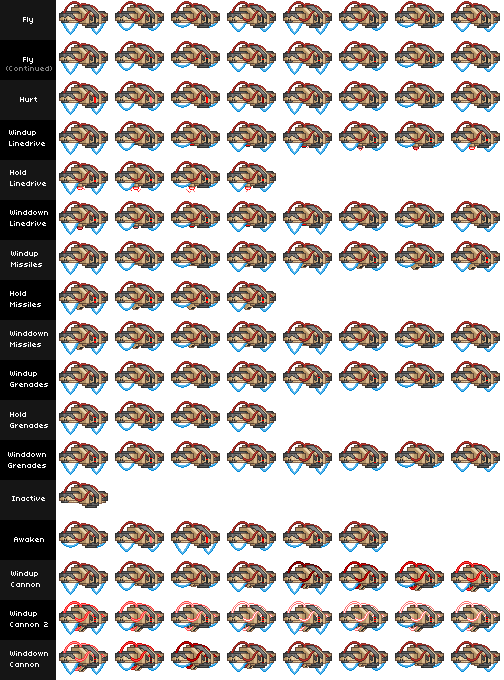 Fly
Fly
(Continued)
Hurt
Windup
Linedrive
Hold
Linedrive
Winddown
Linedrive
Windup
Missiles
Hold
Missiles
Winddown
Missiles
Windup
Grenades
Hold
Grenades
Winddown
Grenades
Inactive
Awaken
Windup
Cannon
Windup
Cannon 2
Winddown
Cannon